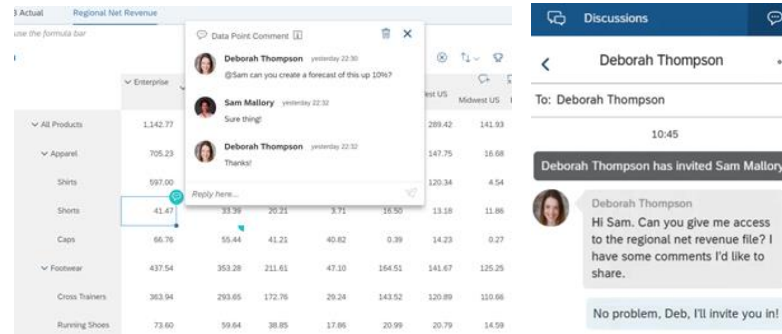 Actual
Regional Net Revenue
use the formula bar
Data Point Comment
Deborah Thompson yesterday 22:30
@Sam can you create a forecast of this up 10%?
Sam Mallory yesterday 22:32
Sure thing!
Deborah Thompson yesterday 22:32
Thanks!
Reply here...
Enterprise
US
Midwest US
All Products 1,142.77 289.42 141.93
Apparel 705.23 147.75 16.68
Shirts 597.00 120.34 4.54
Shorts 41.47 33.39 20.21 3.71 16.50 13.18 11.86
Caps 66.76 55.44 41.21 40.82 0.39 14.23 0.27
Footwear 437.54 353.28 211.61 47.10 164.51 141.67 125.25
Cross Trainers 363.94 293.65 172.76 29.24 143.52 120.89 110.66
Running Shoes 73.60 59.64 38.85 17.86 20.99 20.79 14.59
Discussions
Deborah Thompson
To: Deborah Thompson
10:45
Deborah Thompson has invited Sam Mallory
Deborah Thompson
Hi Sam. Can you give me access
to the regional net revenue file? I
have some comments I'd like to
share.
No problem, Deb, I'll invite you in!